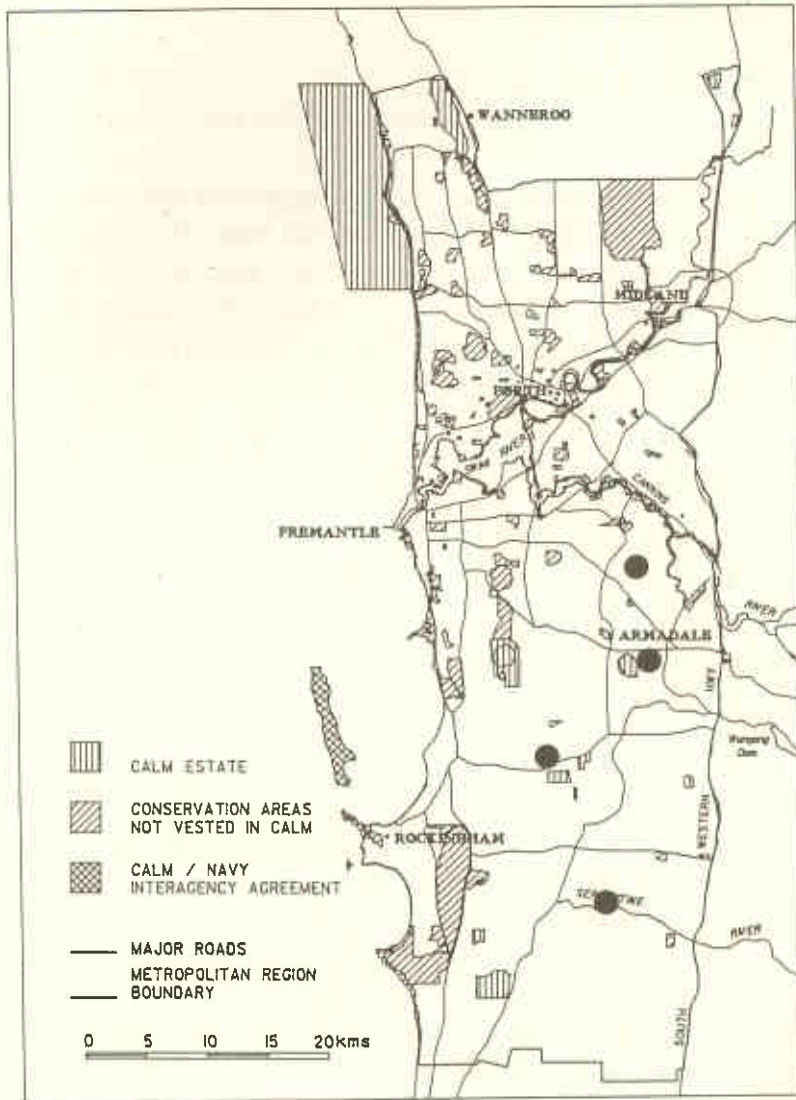 WANNEROO
MIDLAND
PERTH
SWAN RIVER
CANNING
FREMANTLE
RIVER
ARMADALE
HWY
Wungong
Dam
CALM ESTATE
WESTERN
CONSERVATION AREAS
NOT VESTED IN CALM
ROCKINGHAM
CALM / NAVY
INTERAGENCY AGREEMENT
SERPENTINE
RIVER
MAJOR ROADS
METROPOLITAN REGION
BOUNDARY
SOUTH
0 5 10 15 20kms